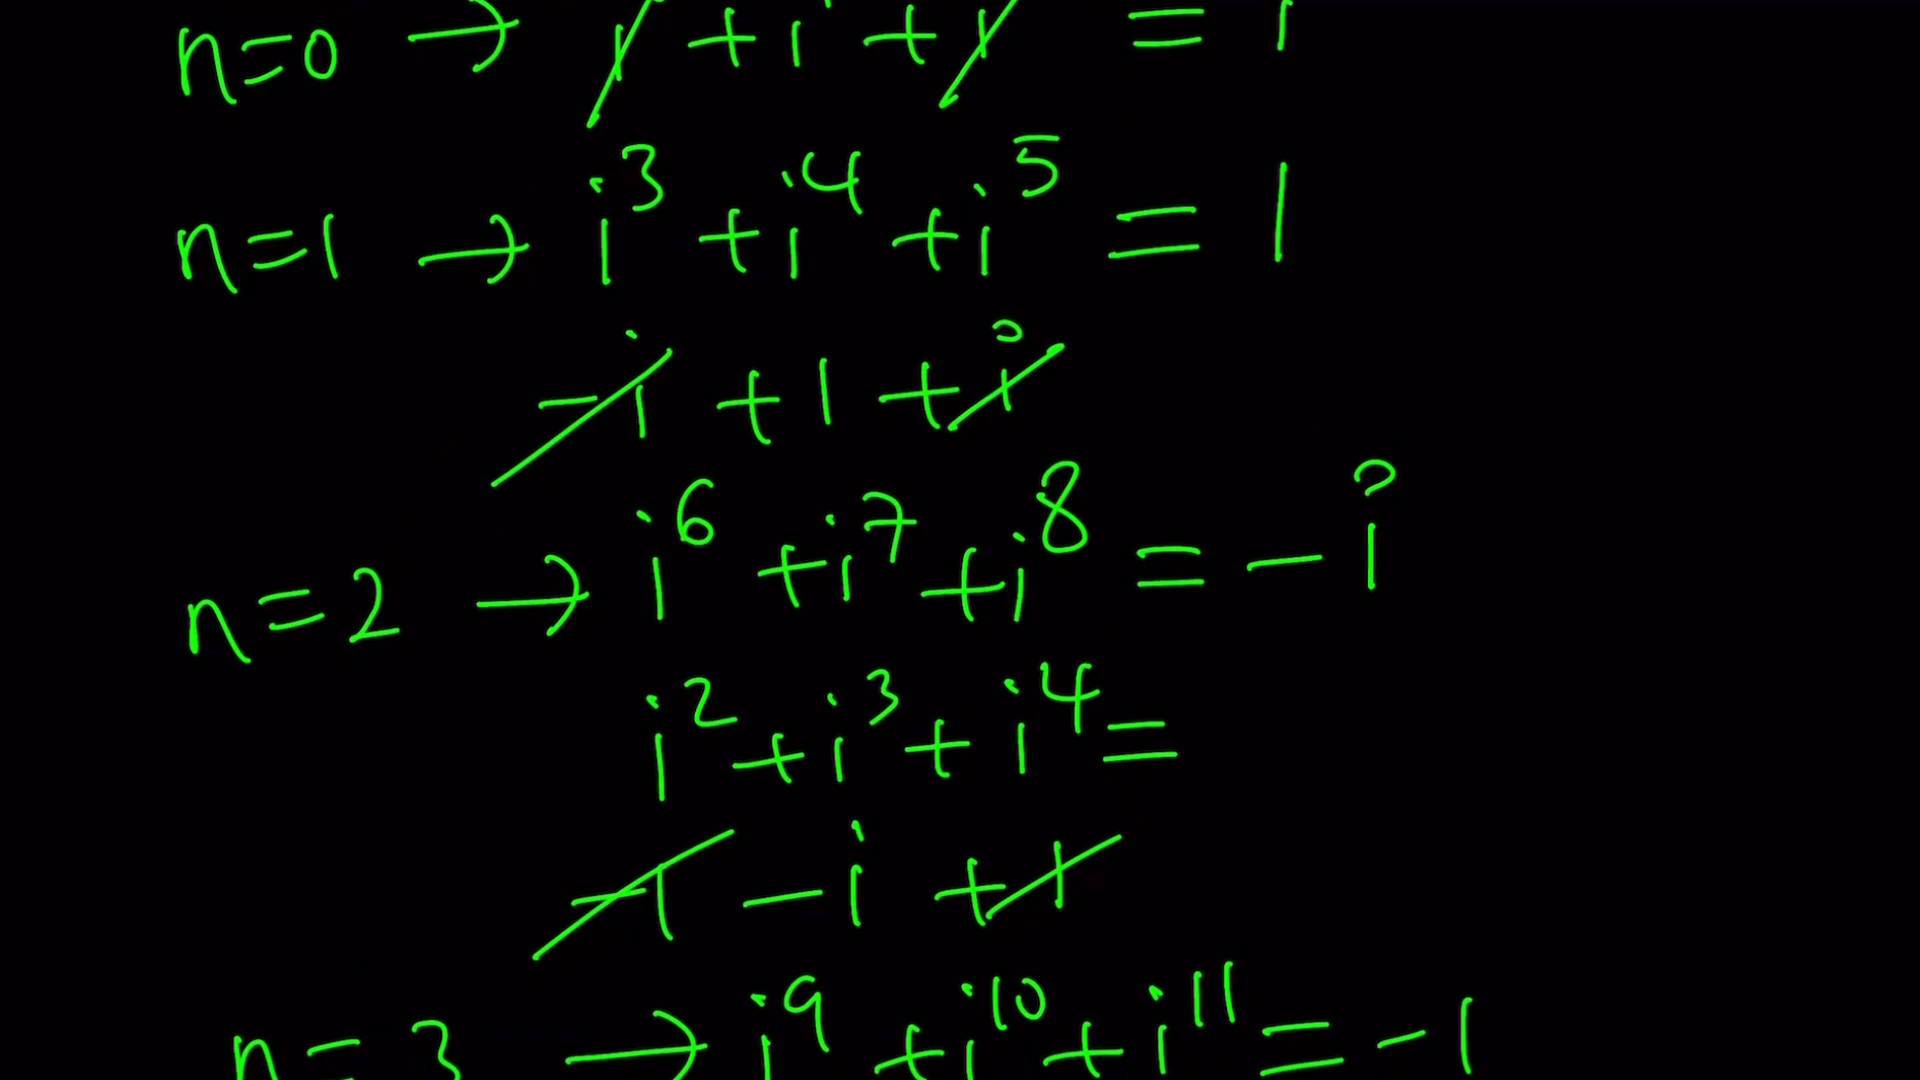 n=0 → 1 + i + 1 = i
n=1 → i³ + i⁴ + i⁵ = 1
-i + 1 + i
n=2 → i⁶ + i⁷ + i⁸ = -i
i² + i³ + i⁴ =
-1 - i + 1
n=3 → i⁹ + i¹⁰ + i¹¹ = -1